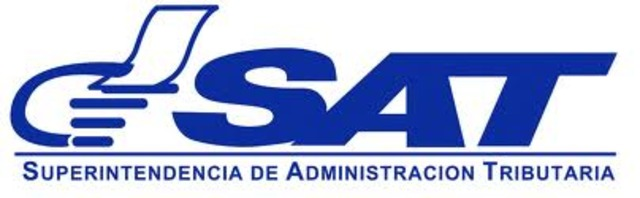 SAT
SUPERINTENDENCIA DE ADMINISTRACION TRIBUTARIA